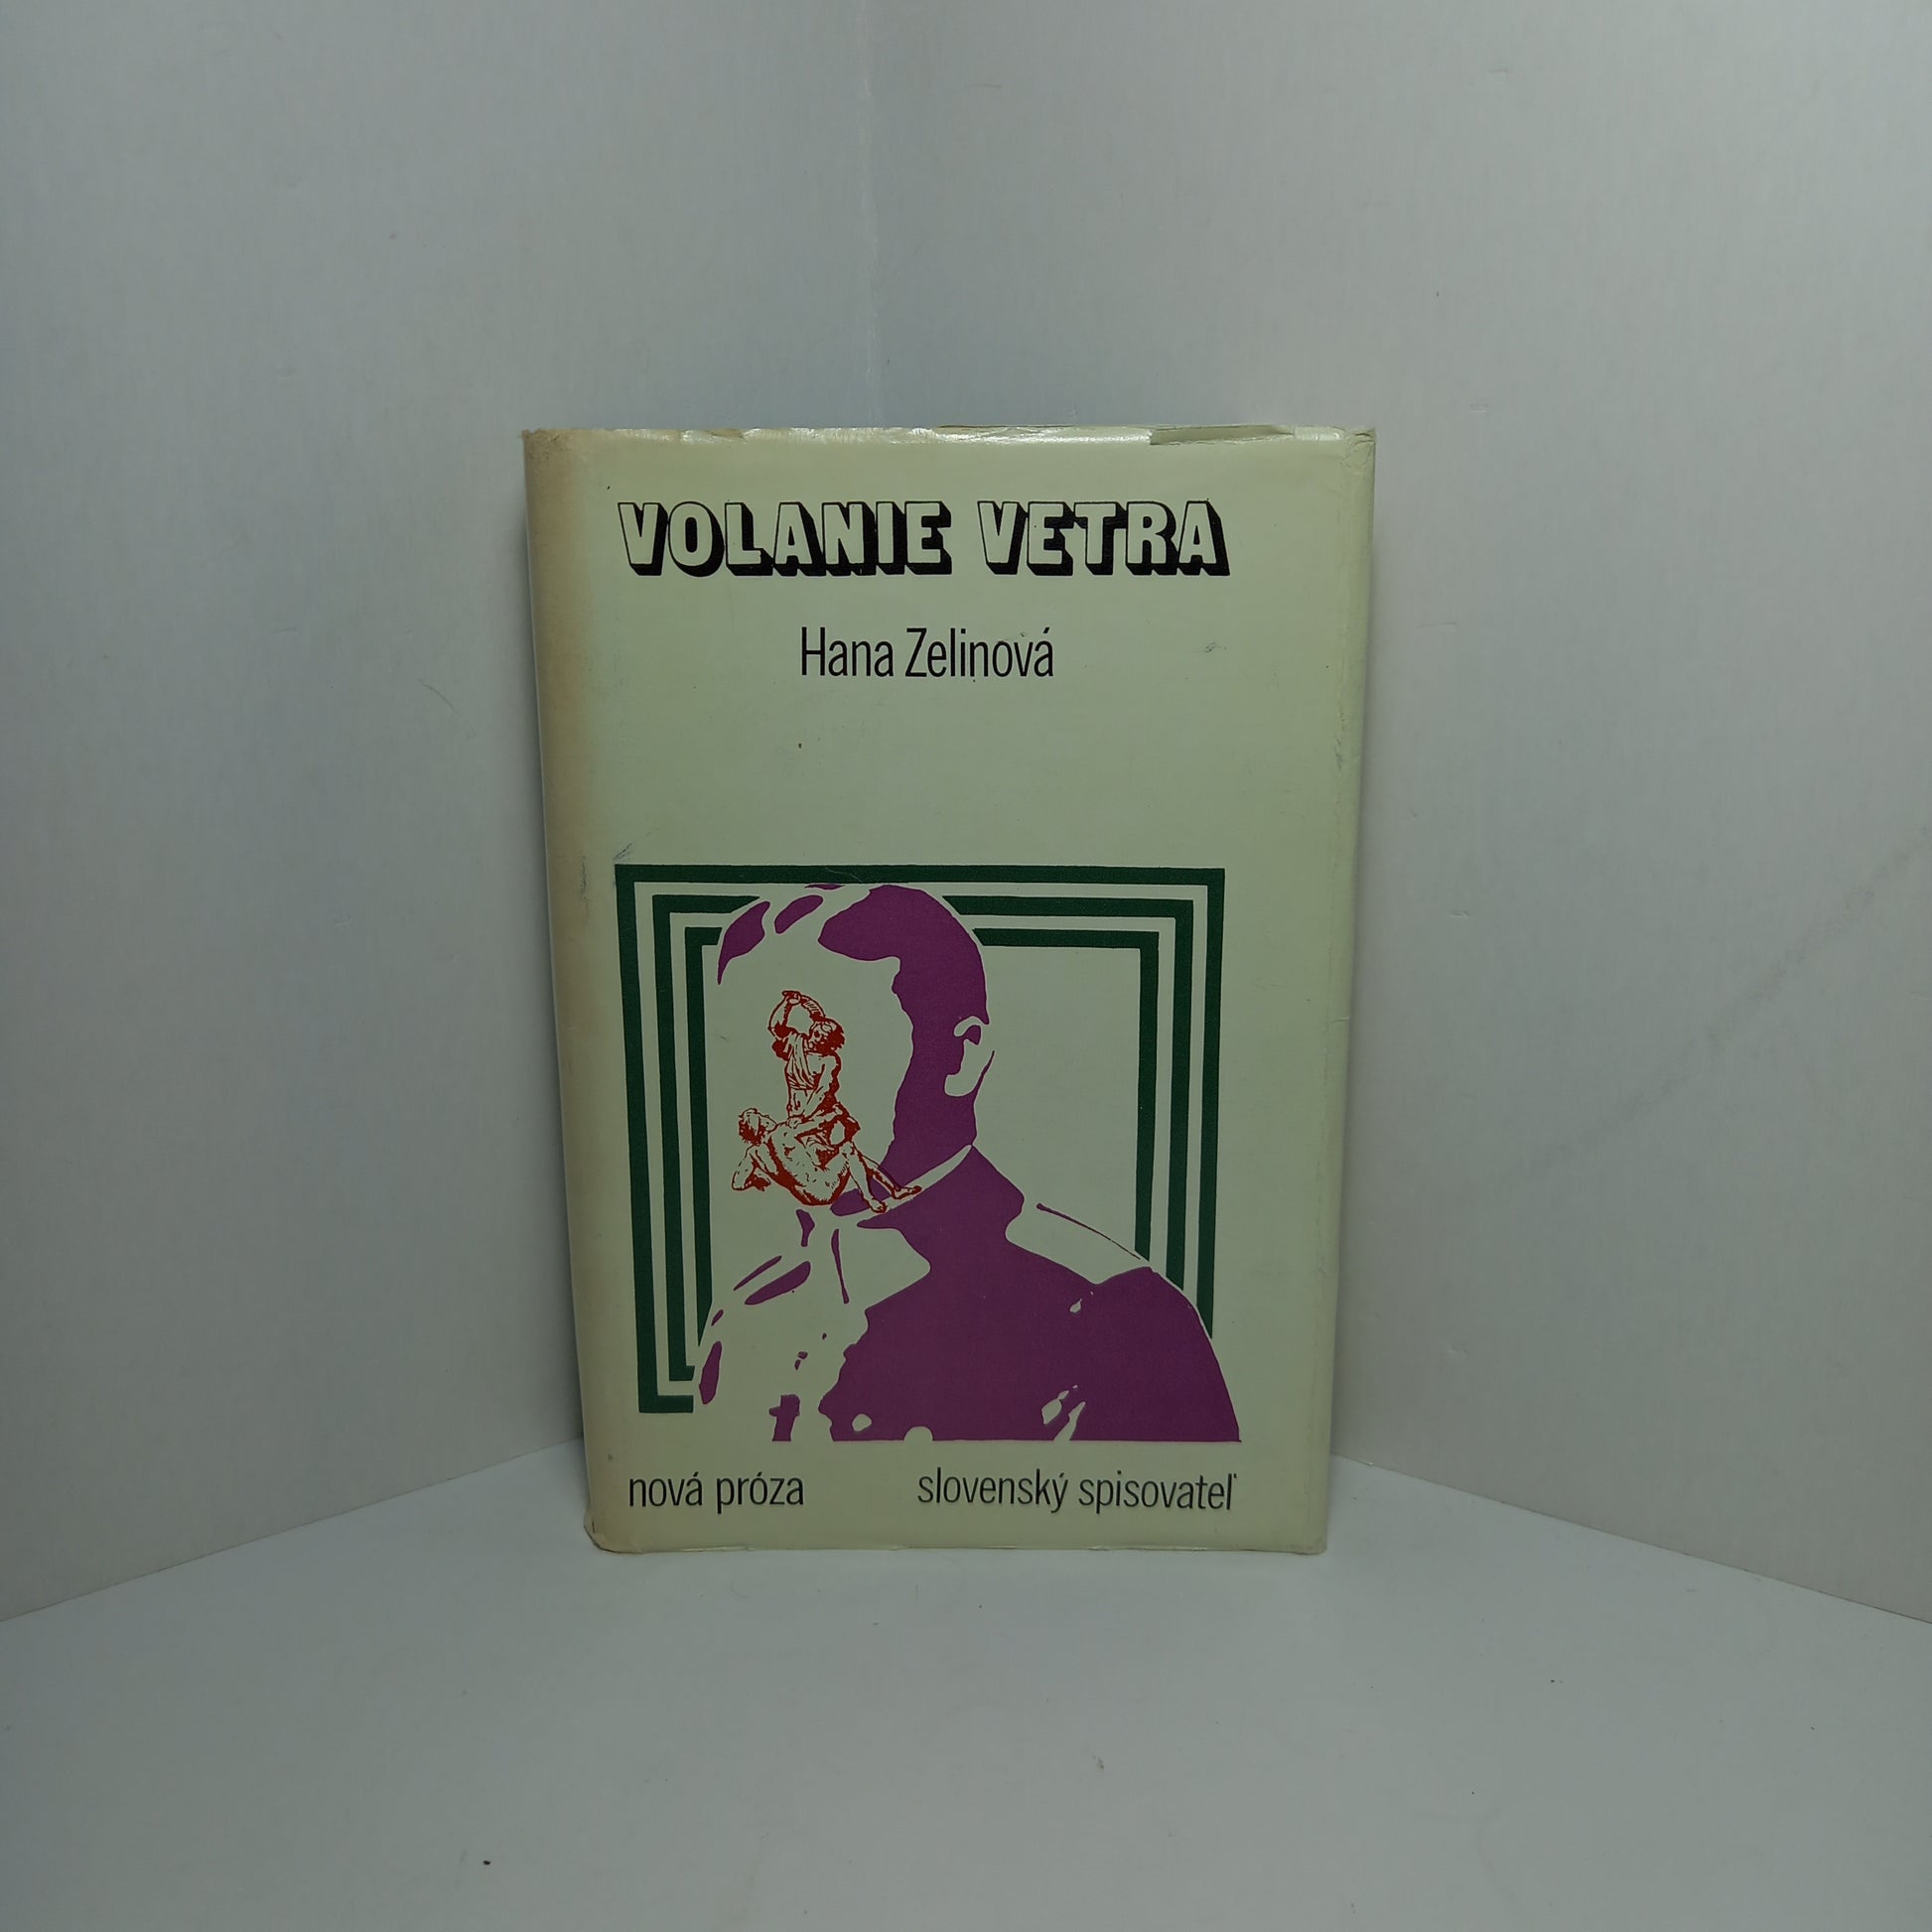 VOLANIE VETRA
Hana Zelinová
nová próza
slovenský spisovateľ